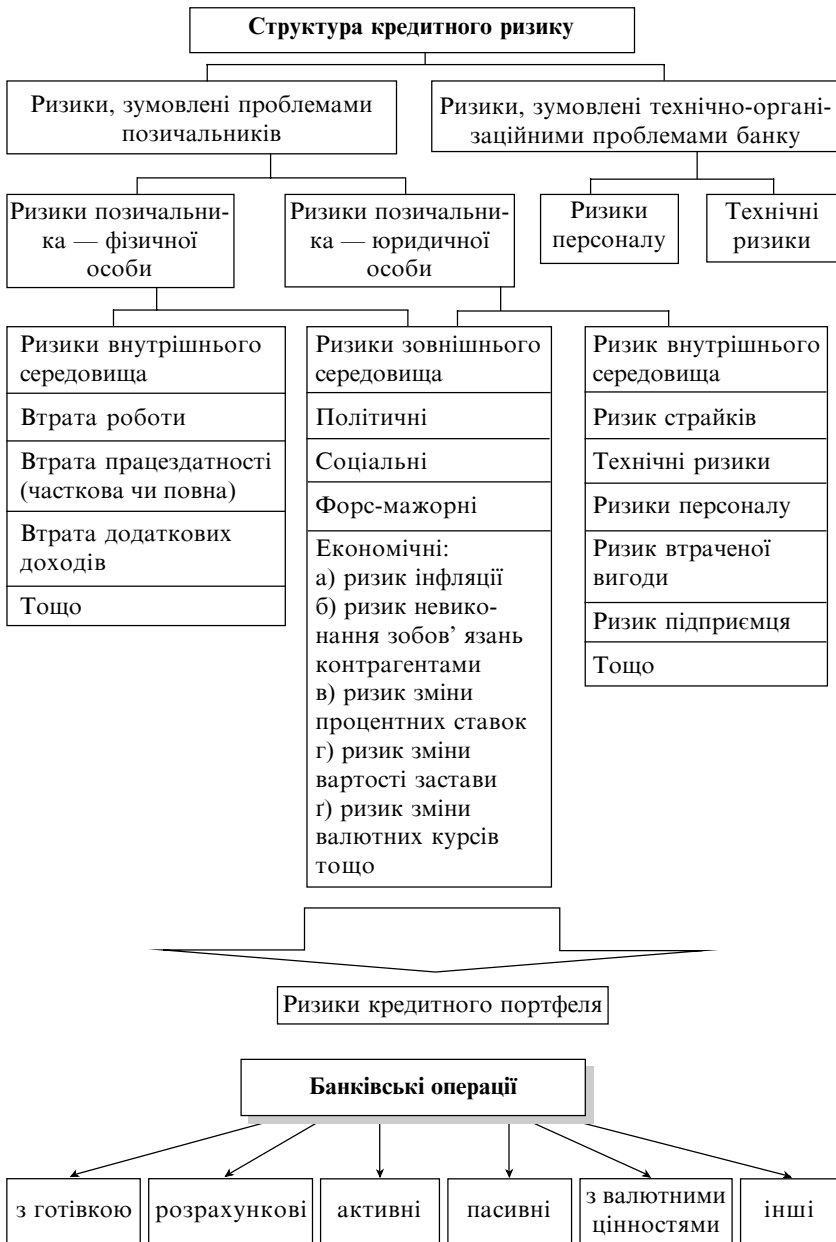 Структура кредитного ризику
Ризики, зумовлені проблемами
позичальників
Ризики, зумовлені технічно-органі-
заційними проблемами банку
Ризики позичальни-
ка — фізичної
особи
Ризики позичальни-
ка — юридичної
особи
Ризики
персоналу
Технічні
ризики
Ризики внутрішнього
середовища
Втрата роботи
Втрата працездатності
(часткова чи повна)
Втрата додаткових
доходів
Тощо
Ризики зовнішнього
середовища
Політичні
Соціальні
Форс-мажорні
Економічні:
а) ризик інфляції
б) ризик невико-
нання зобов’ язань
контрагентами
в) ризик зміни
процентних ставок
г) ризик зміни
вартості застави
ґ) ризик зміни
валютних курсів
тощо
Ризик внутрішнього
середовища
Ризик страйків
Технічні ризики
Ризики персоналу
Ризик втраченої
вигоди
Ризик підприємця
Тощо
Ризики кредитного портфеля
Банківські операції
з готівкою
розрахункові
активні
пасивні
з валютними
цінностями
інші